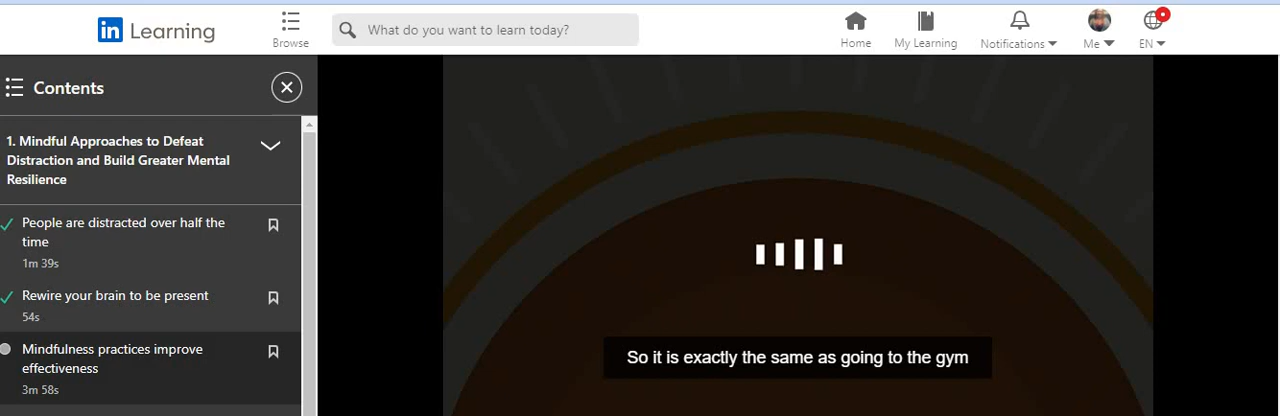 in Learning
Browse
What do you want to learn today?
Home
My Learning
Notifications
Me
EN
Contents
1. Mindful Approaches to Defeat
Distraction and Build Greater Mental
Resilience
People are distracted over half the
time
1m 39s
Rewire your brain to be present
54s
Mindfulness practices improve
effectiveness
3m 58s
So it is exactly the same as going to the gym